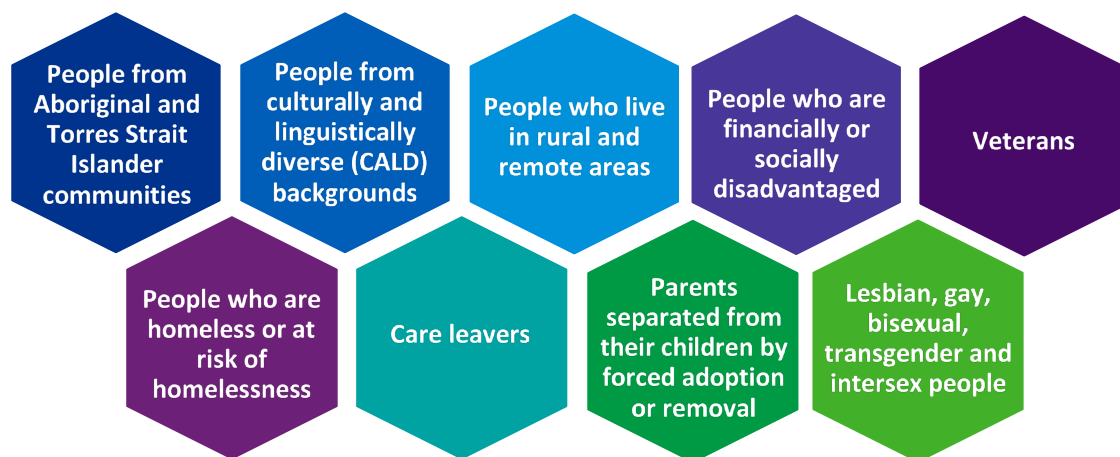 People from
Aboriginal and
Torres Strait
Islander
communities
People from
culturally and
linguistically
diverse (CALD)
backgrounds
People who live
in rural and
remote areas
People who are
financially or
socially
disadvantaged
Veterans
People who are
homeless or at
risk of
homelessness
Care leavers
Parents
separated from
their children by
forced adoption
or removal
Lesbian, gay,
bisexual,
transgender and
intersex people